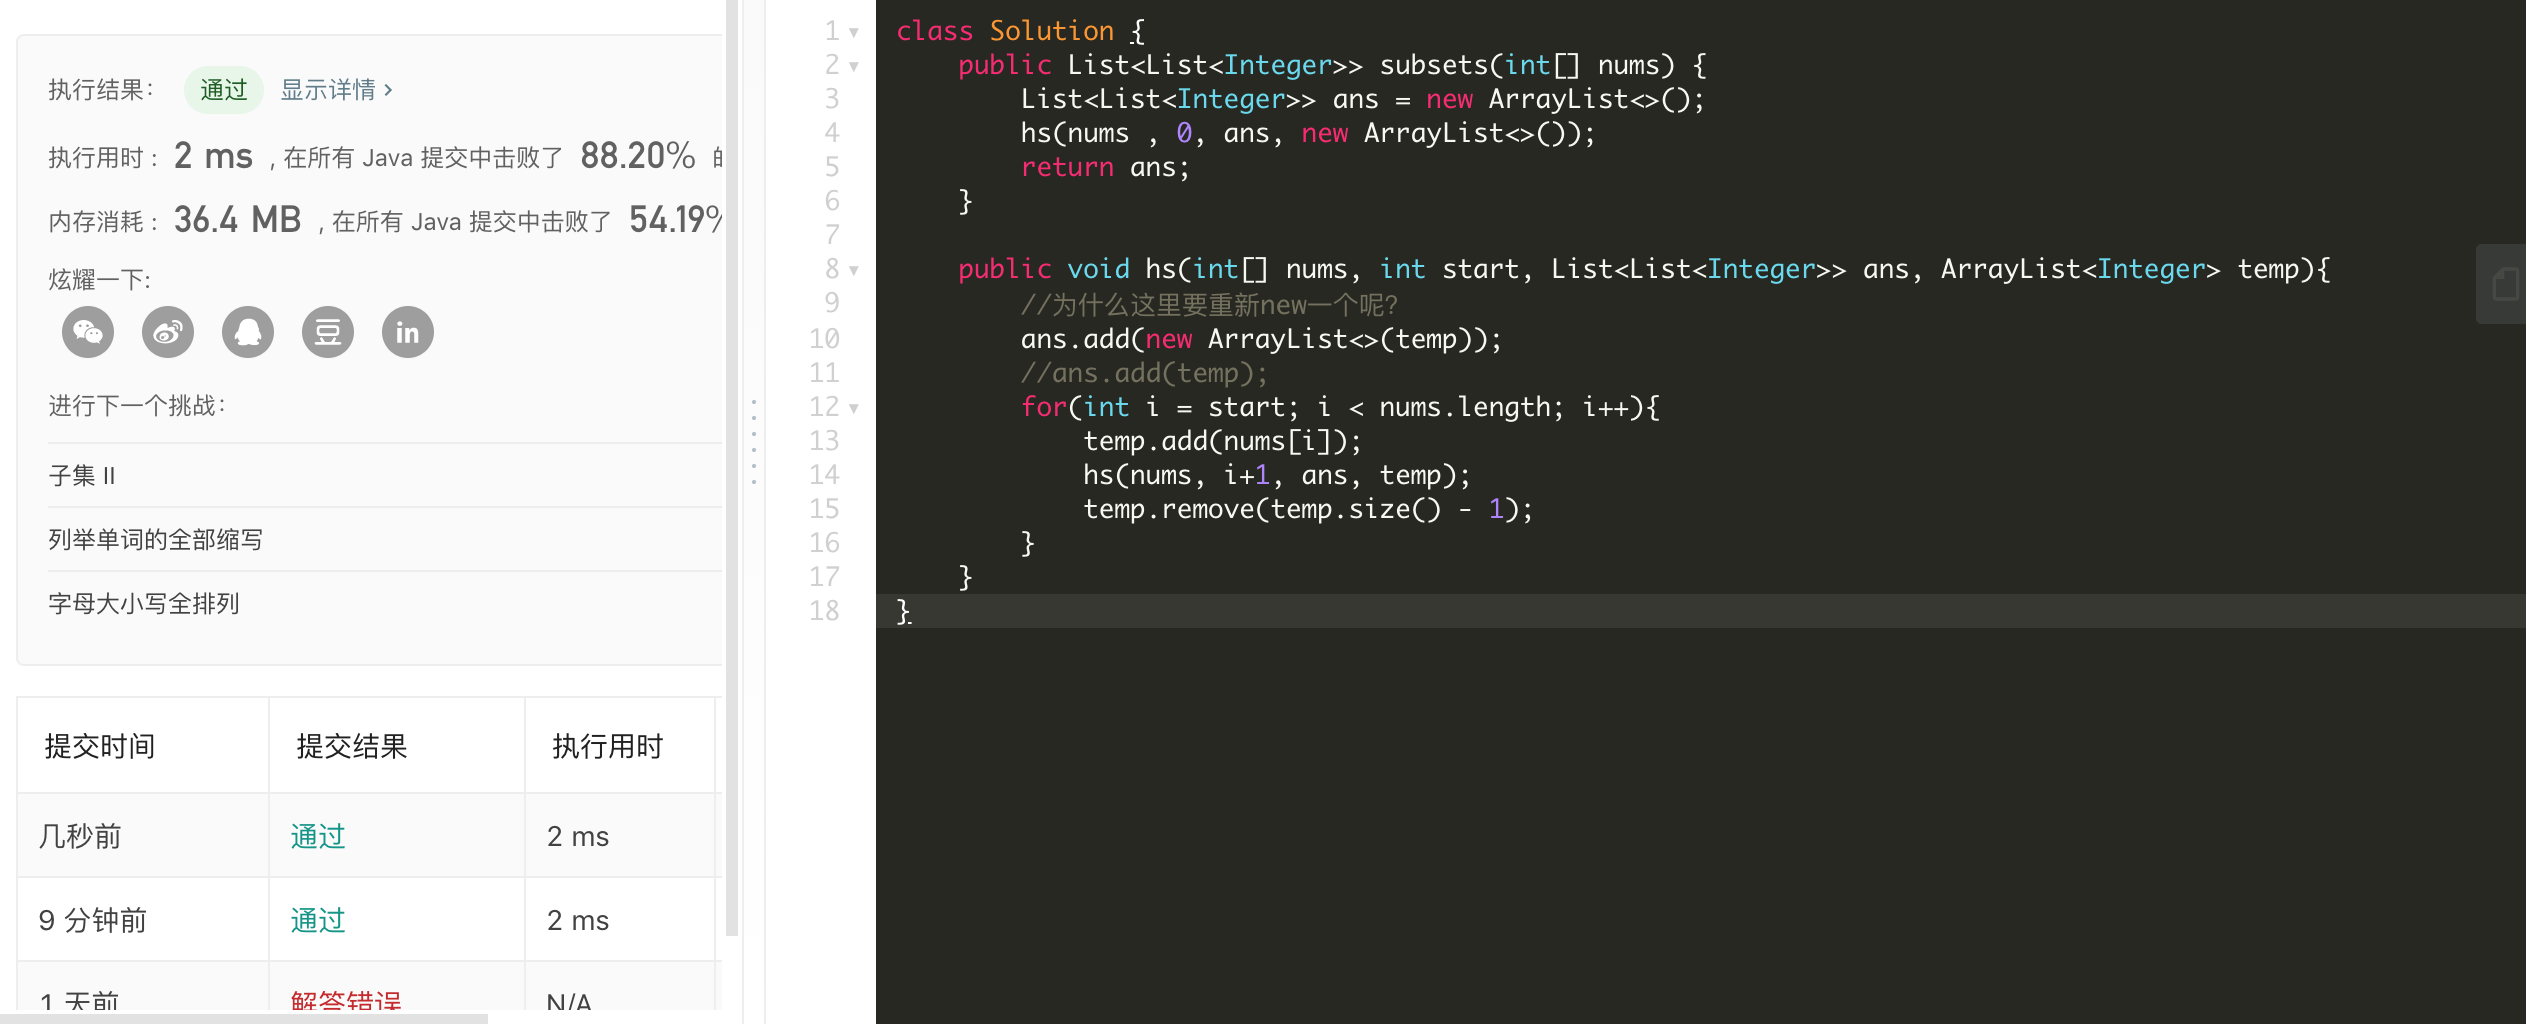 执行结果： 通过 显示详情 ›
执行用时 : 2 ms , 在所有 Java 提交中击败了 88.20%
内存消耗 : 36.4 MB , 在所有 Java 提交中击败了 54.19%
炫耀一下:
in
进行下一个挑战：
子集 II
列举单词的全部缩写
字母大小写全排列
提交时间 提交结果 执行用时
几秒前 通过 2 ms
9 分钟前 通过 2 ms
1 天前 解答错误 N/A
1 class Solution {
2     public List<List<Integer>> subsets(int[] nums) {
3         List<List<Integer>> ans = new ArrayList<>();
4         hs(nums , 0, ans, new ArrayList<>());
5         return ans;
6     }
7
8     public void hs(int[] nums, int start, List<List<Integer>> ans, ArrayList<Integer> temp){
9         //为什么这里要重新new一个呢?
10         ans.add(new ArrayList<>(temp));
11         //ans.add(temp);
12         for(int i = start; i < nums.length; i++){
13             temp.add(nums[i]);
14             hs(nums, i+1, ans, temp);
15             temp.remove(temp.size() - 1);
16         }
17     }
18 }